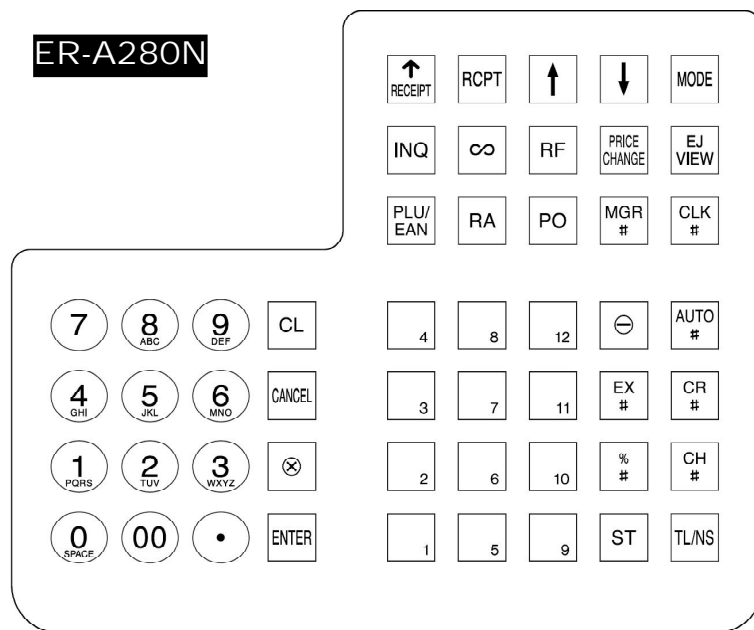 ER-A280N
↑
RECEIPT
RCPT
↑
↓
MODE
INQ
∞
RF
PRICE
CHANGE
EJ
VIEW
PLU/
EAN
RA
PO
MGR
#
CLK
#
7
8
ABC
9
DEF
CL
4
8
12
⊖
AUTO
#
4
GHI
5
JKL
6
MNO
CANCEL
3
7
11
EX
#
CR
#
1
PQRS
2
TUV
3
WXYZ
⊗
2
6
10
%
#
CH
#
0
SPACE
00
•
ENTER
1
5
9
ST
TL/NS